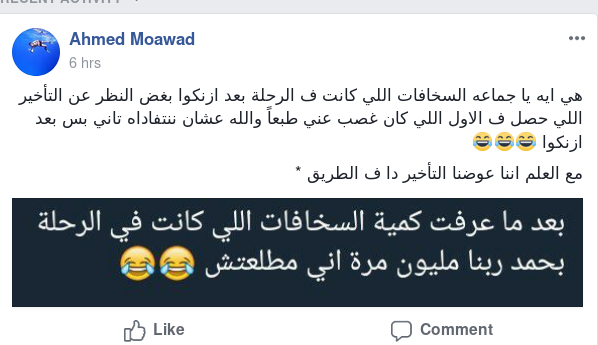 RECENT ACTIVITY
Ahmed Moawad
6 hrs
هي ايه يا جماعه السخافات اللي كانت ف الرحلة بعد ازنكوا بغض النظر عن التأخير
اللي حصل ف الاول اللي كان غصب عني طبعاً والله عشان ننتفاداه تاني بس بعد
ازنكوا 😂😂😂
مع العلم اننا عوضنا التأخير دا ف الطريق *
بعد ما عرفت كمية السخافات اللي كانت في الرحلة
بحمد ربنا مليون مرة اني مطلعتش 😂😂
Like
Comment